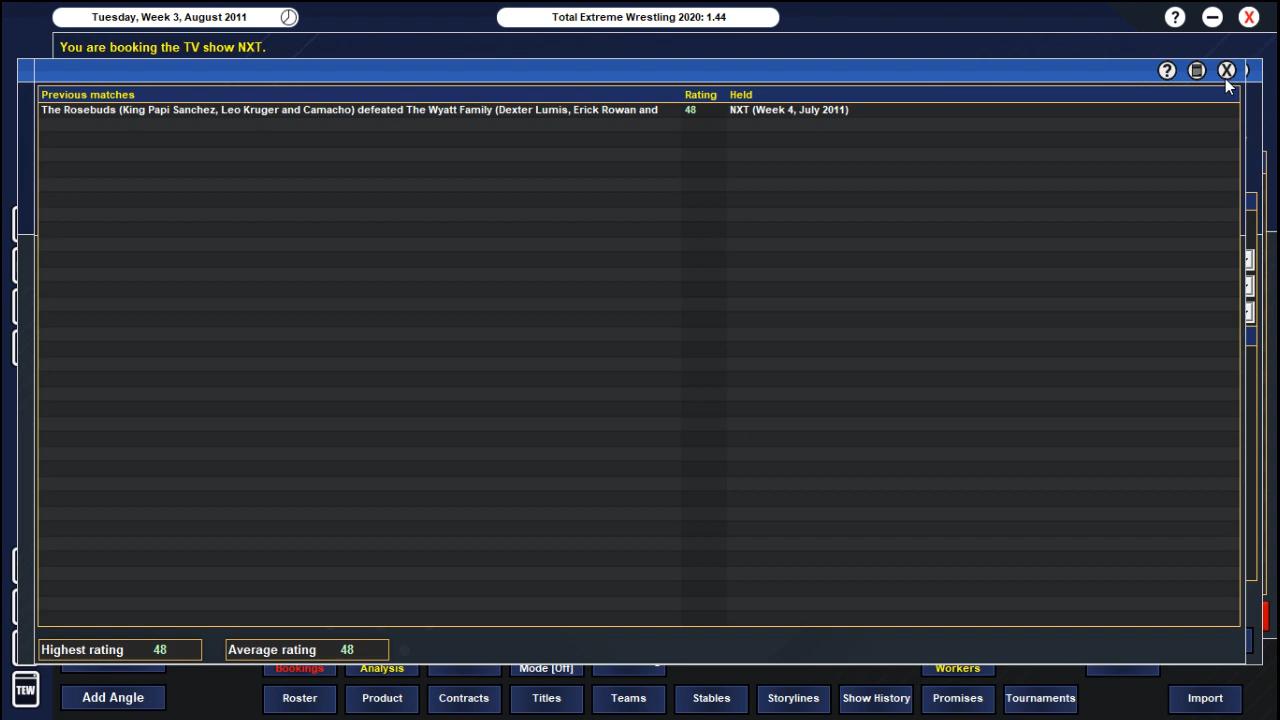 Tuesday, Week 3, August 2011
Total Extreme Wrestling 2020: 1.44
? X
You are booking the TV show NXT.
? X
Previous matches Rating Held
The Rosebuds (King Papi Sanchez, Leo Kruger and Camacho) defeated The Wyatt Family (Dexter Lumis, Erick Rowan and 48 NXT (Week 4, July 2011)
Highest rating 48 Average rating 48
Bookings Analysis Mode [Off] Workers
TEW Add Angle Roster Product Contracts Titles Teams Stables Storylines Show History Promises Tournaments Import